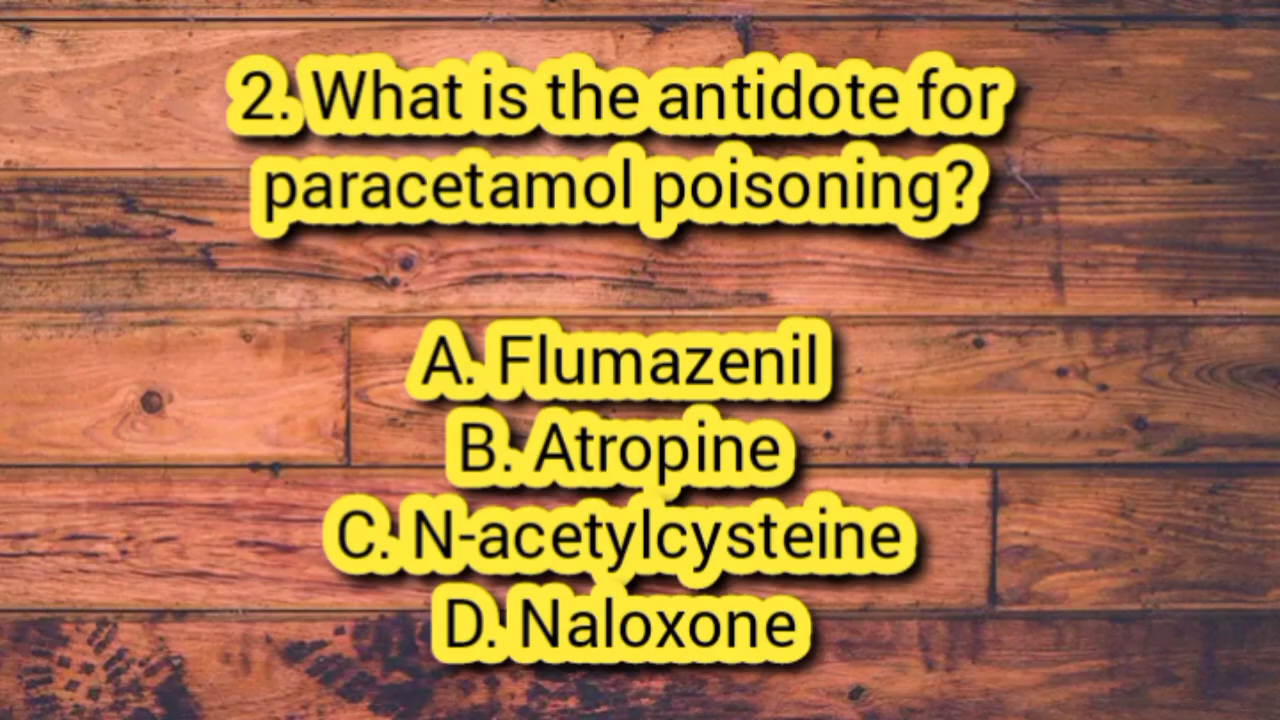 2. What is the antidote for
paracetamol poisoning?
A. Flumazenil
B. Atropine
C. N-acetylcysteine
D. Naloxone